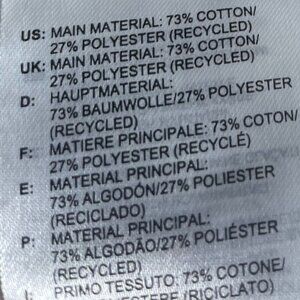 US: MAIN MATERIAL: 73% COTTON/
27% POLYESTER (RECYCLED)
UK: MAIN MATERIAL: 73% COTTON/
27% POLYESTER (RECYCLED)
D: HAUPTMATERIAL:
73% BAUMWOLLE/27% POLYESTER
(RECYCLED)
F: MATIERE PRINCIPALE: 73% COTON/
27% POLYESTER (RECYCLÉ)
E: MATERIAL PRINCIPAL:
73% ALGODÓN/27% POLIESTER
(RECICLADO)
P: MATERIAL PRINCIPAL:
73% ALGODÃO/27% POLIÉSTER
(RECYCLED)
I: PRIMO TESSUTO: 73% COTONE/
(RICICLATO)